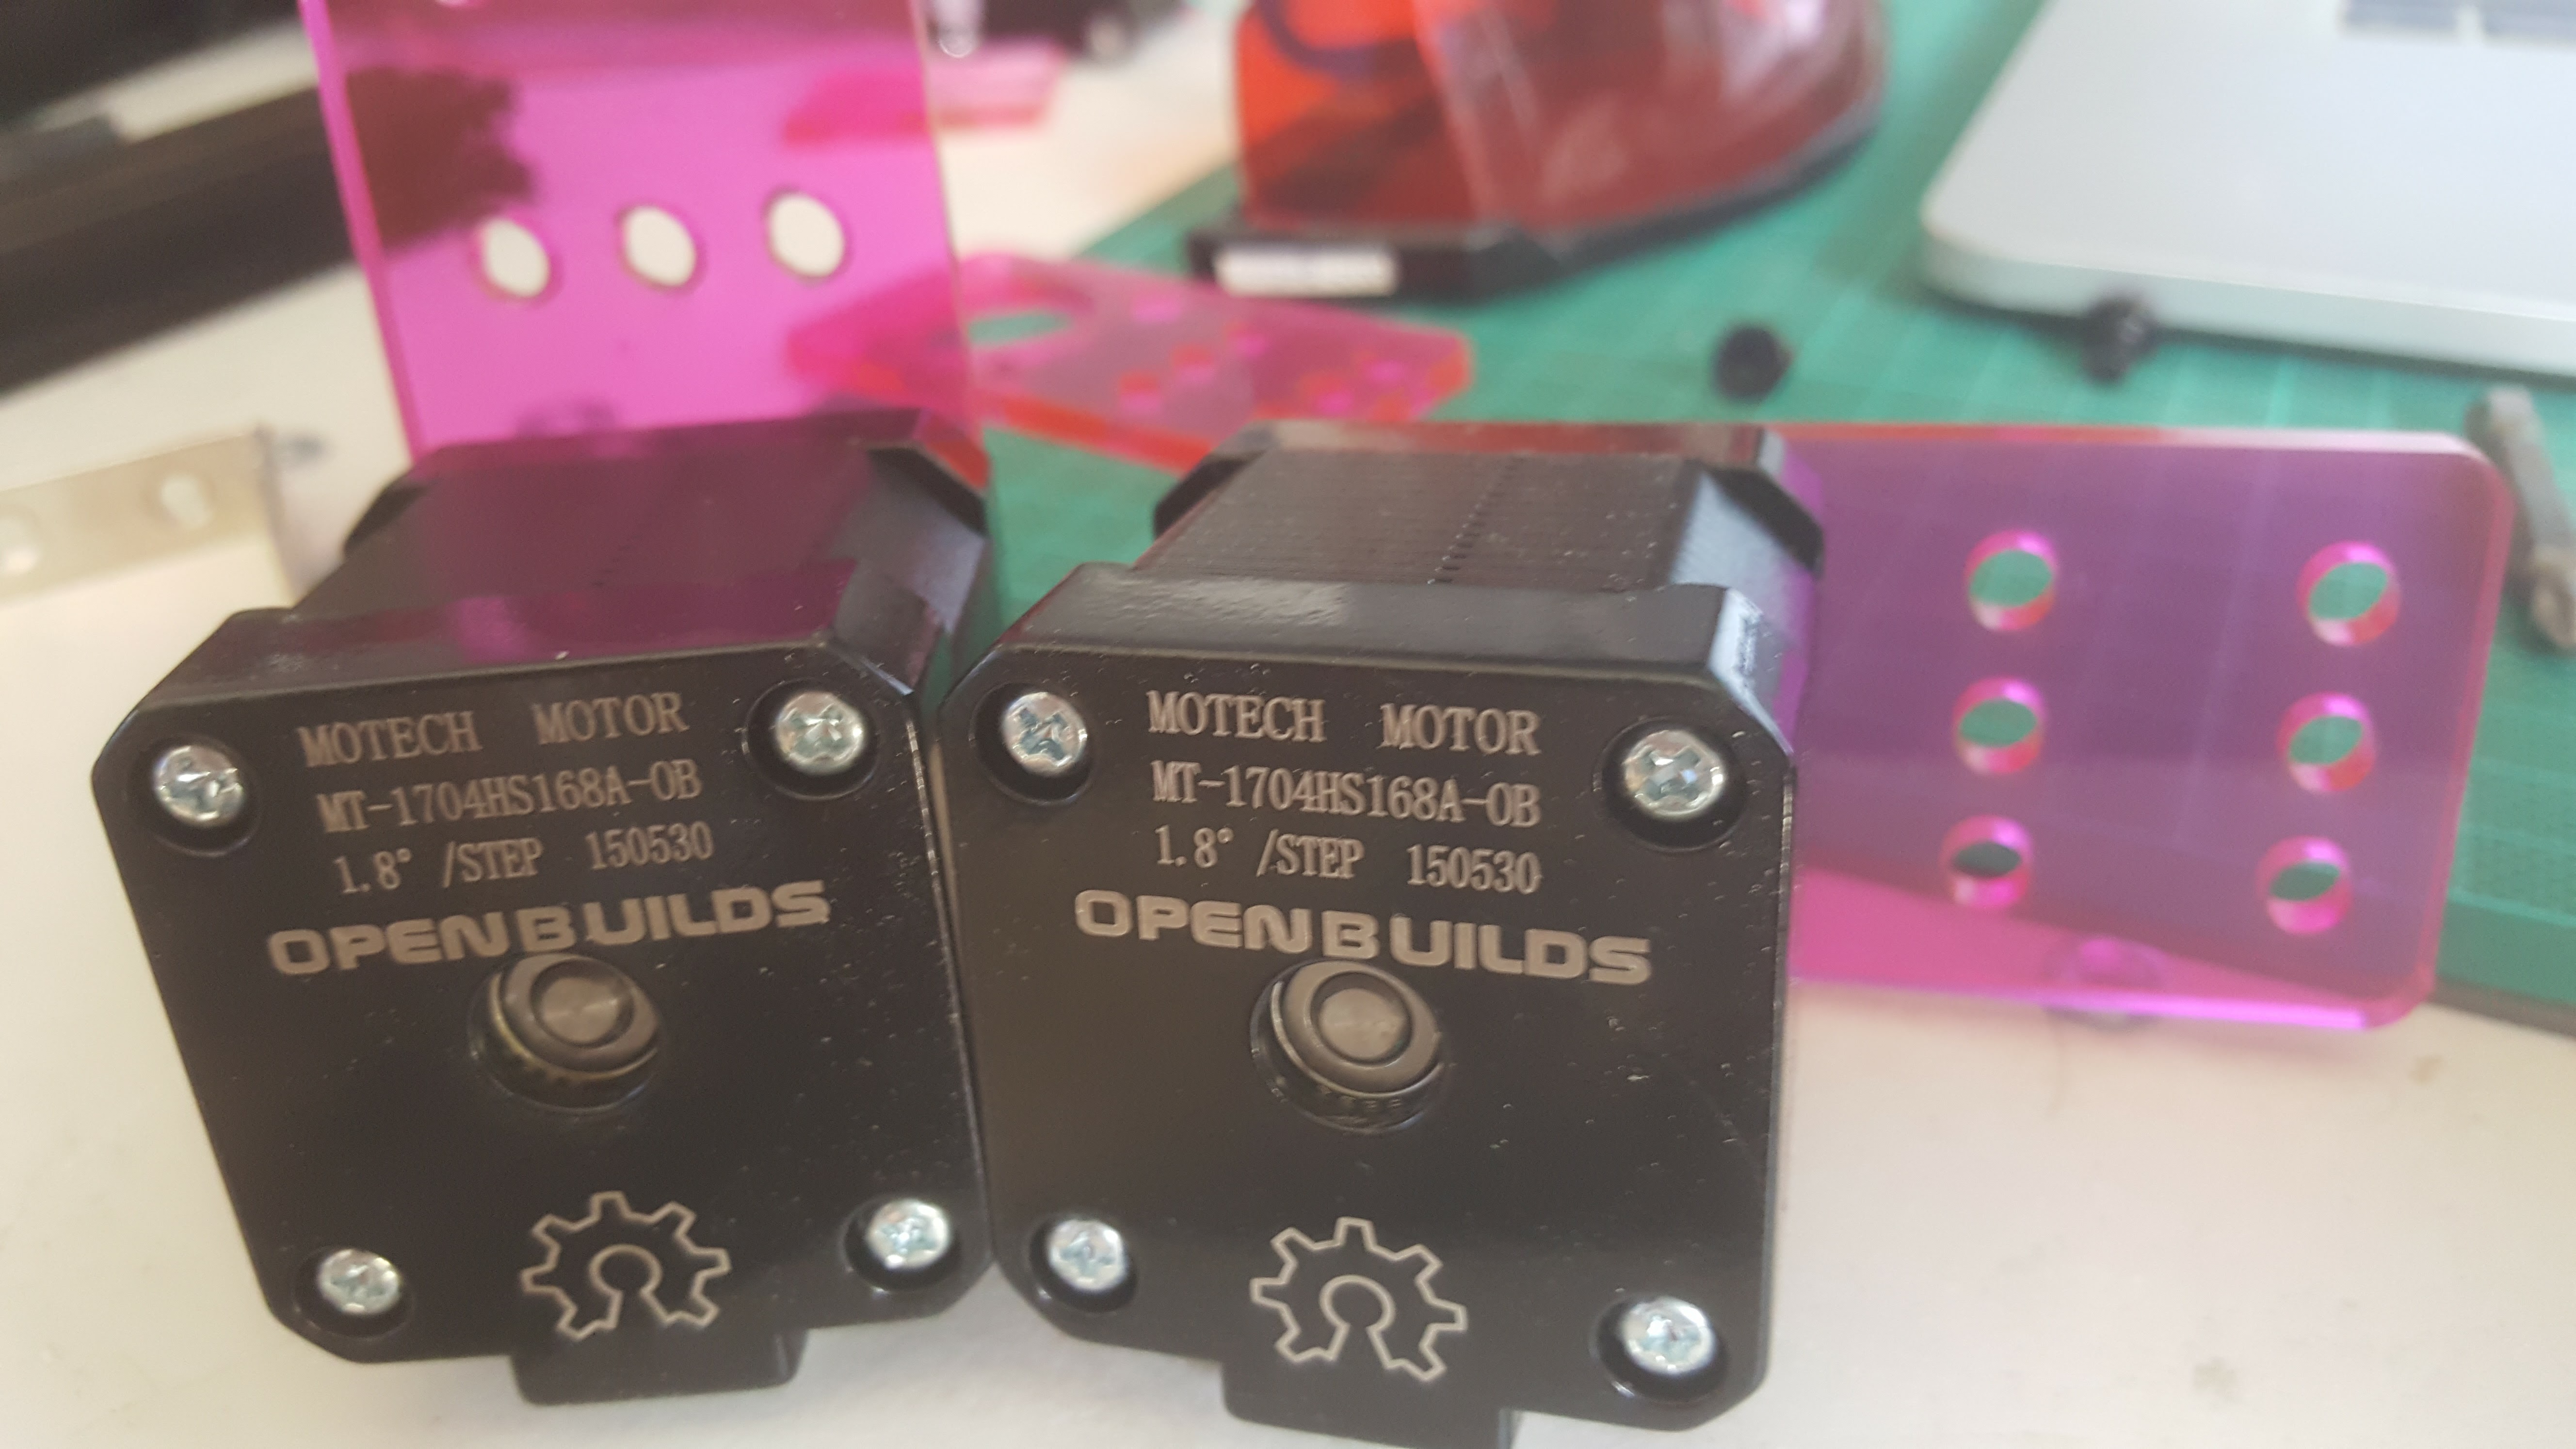 MOTECH MOTOR
MT-1704HS168A-OB
1.8° /STEP 150530
OPENBUILDS
MOTECH MOTOR
MT-1704HS168A-OB
1.8° /STEP 150530
OPENBUILDS